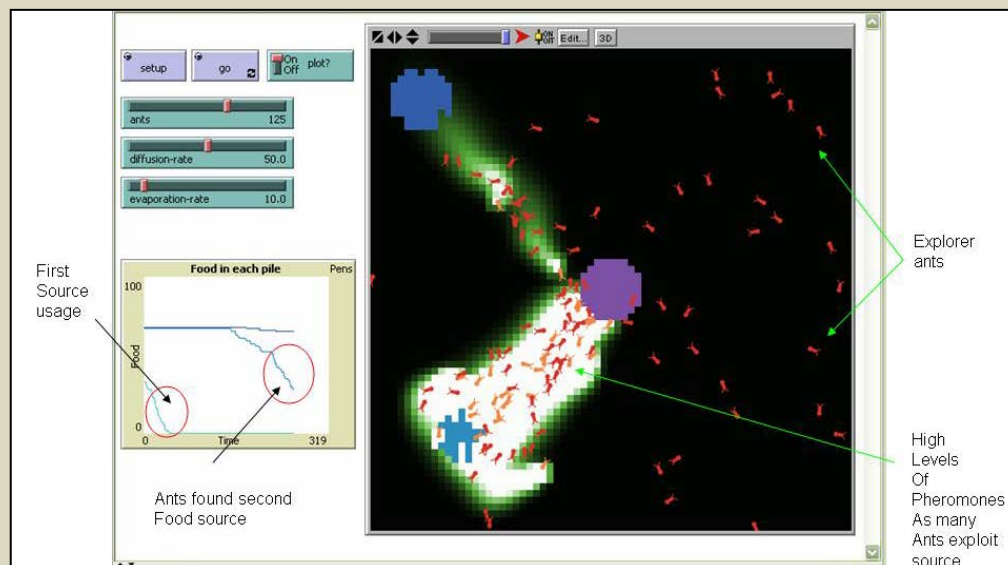 ON
OFF
Edit...
3D
setup
go
On
Off
plot?
ants
125
diffusion-rate
50.0
evaporation-rate
10.0
First
Source
usage
Food in each pile
Pens
100
Food
0
0
Time
319
Ants found second
Food source
Explorer
ants
High
Levels
Of
Pheromones
As many
Ants exploit
source